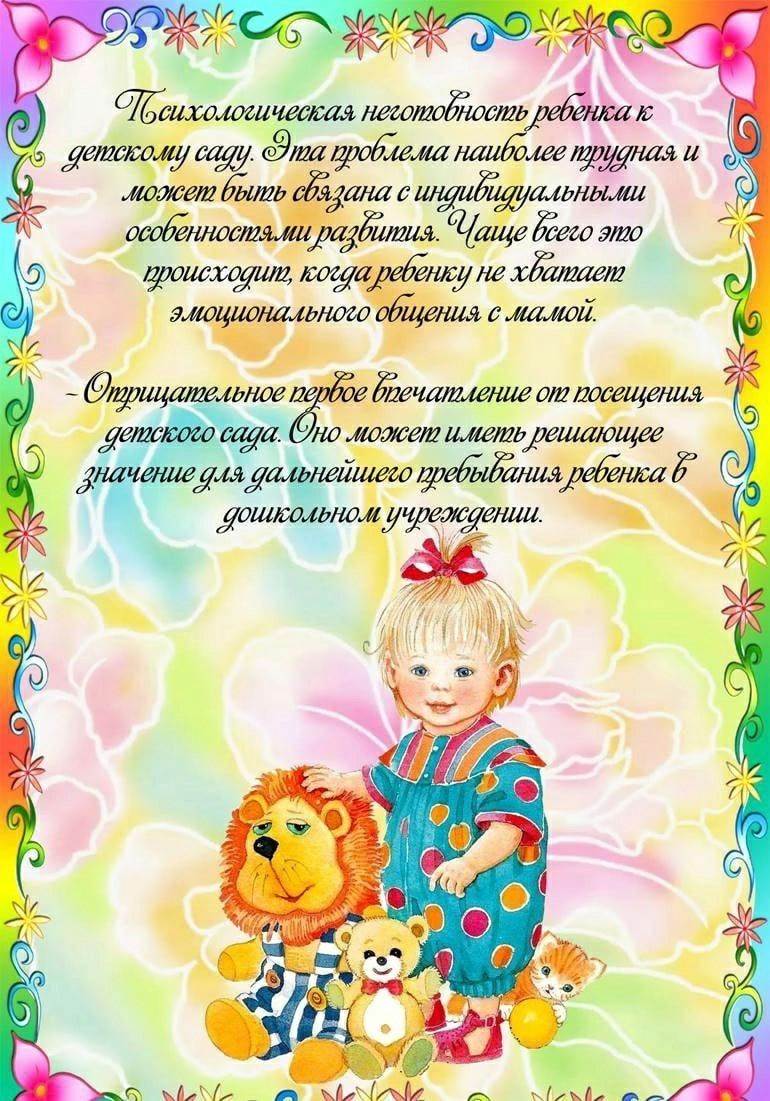 Психологическая неготовность ребенка к
детскому саду. Эта проблема наиболее трудная и
может быть связана с индивидуальными
особенностями развития. Чаще всего это
происходит, когда ребенку не хватает
эмоционального общения с мамой.
- Отрицательное первое впечатление от посещения
детского сада. Оно может иметь решающее
значение для дальнейшего пребывания ребенка в
дошкольном учреждении.